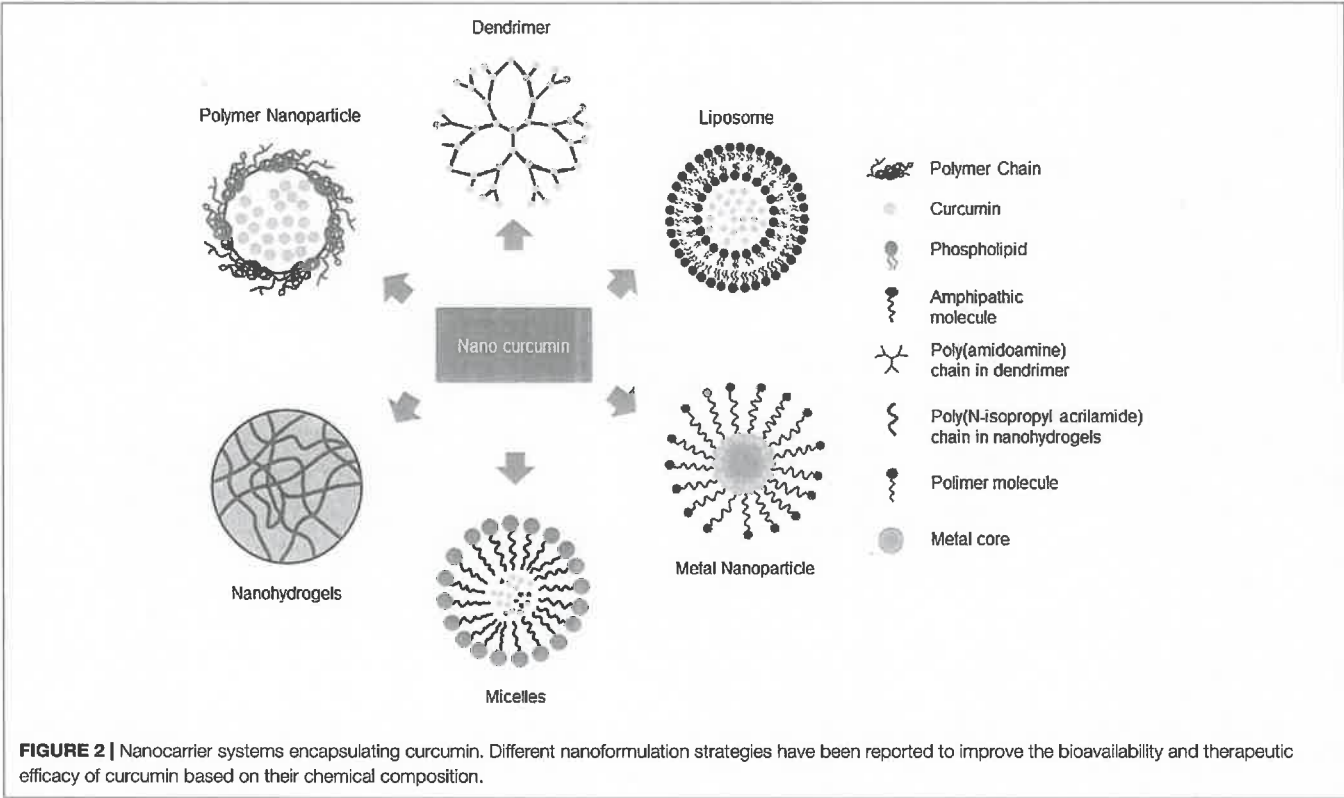 Dendrimer
Polymer Nanoparticle
Liposome
Polymer Chain
Curcumin
Phospholipid
Amphipathic
molecule
Poly(amidoamine)
chain in dendrimer
Poly(N-isopropyl acrilamide)
chain in nanohydrogels
Polimer molecule
Metal core
Nano curcumin
Nanohydrogels
Micelles
Metal Nanoparticle
FIGURE 2 | Nanocarrier systems encapsulating curcumin. Different nanoformulation strategies have been reported to improve the bioavailability and therapeutic
efficacy of curcumin based on their chemical composition.